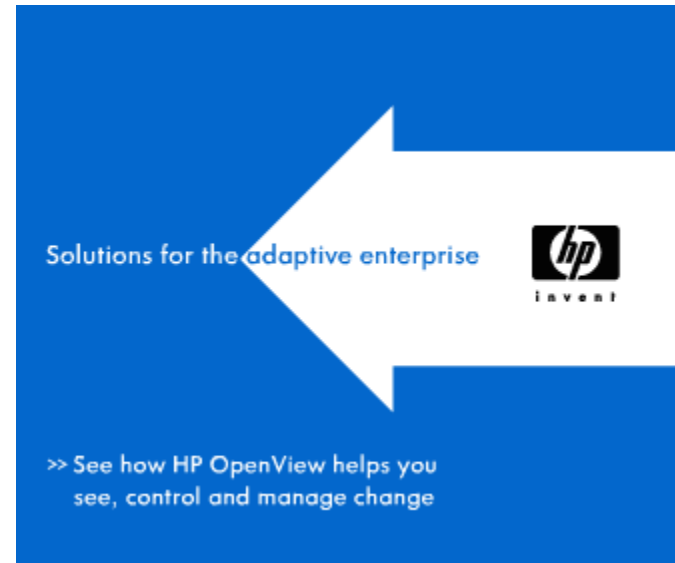 Solutions for the adaptive enterprise
hp
invent
>> See how HP OpenView helps you
see, control and manage change